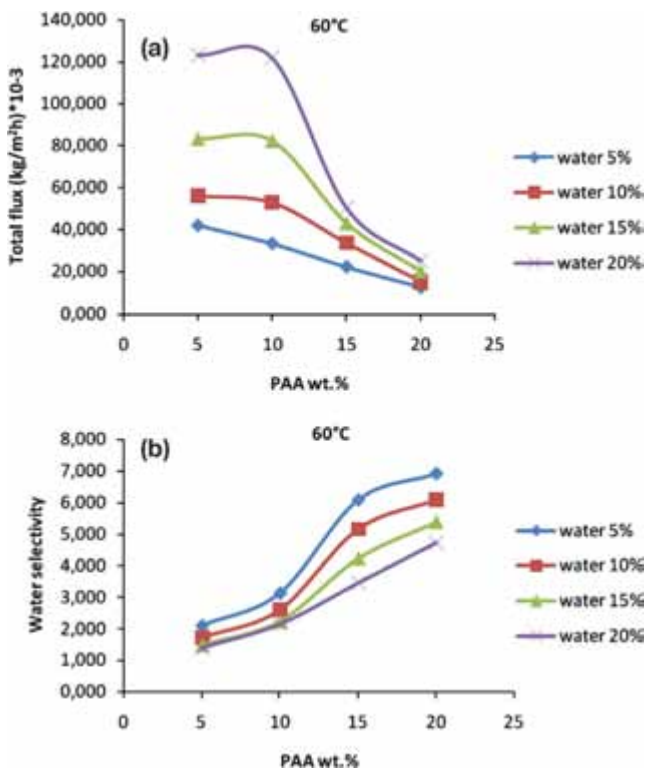 60°C
(a)
140,000
120,000
100,000
80,000
60,000
40,000
20,000
0,000
Total flux (kg/m²h)*10-3
0 5 10 15 20 25
PAA wt.%
water 5%
water 10%
water 15%
water 20%
60°C
(b)
8,000
7,000
6,000
5,000
4,000
3,000
2,000
1,000
0,000
Water selectivity
0 5 10 15 20 25
PAA wt.%
water 5%
water 10%
water 15%
water 20%